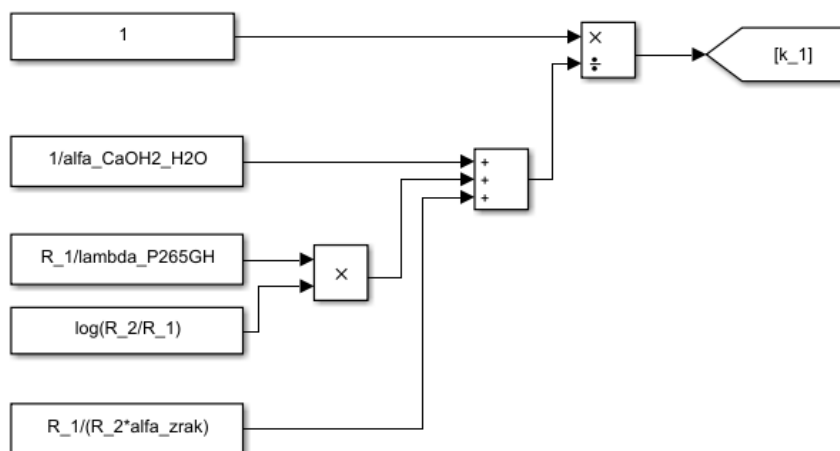 1
×
÷
[k_1]
1/alfa_CaOH2_H2O
+
+
+
R_1/lambda_P265GH
×
log(R_2/R_1)
R_1/(R_2*alfa_zrak)